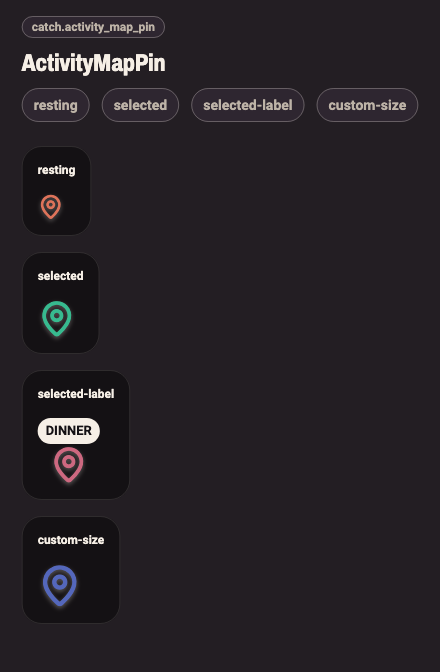 catch.activity_map_pin
ActivityMapPin
resting selected selected-label custom-size
resting
selected
selected-label
DINNER
custom-size